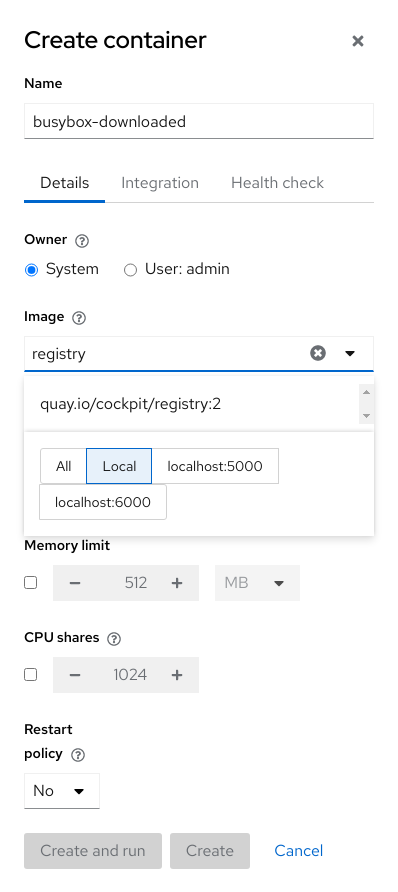 Create container
Name
busybox-downloaded
Details Integration Health check
Owner
System User: admin
Image
registry
quay.io/cockpit/registry:2
All Local localhost:5000
localhost:6000
Memory limit
− 512 + MB
CPU shares
− 1024 +
Restart
policy
No
Create and run Create Cancel